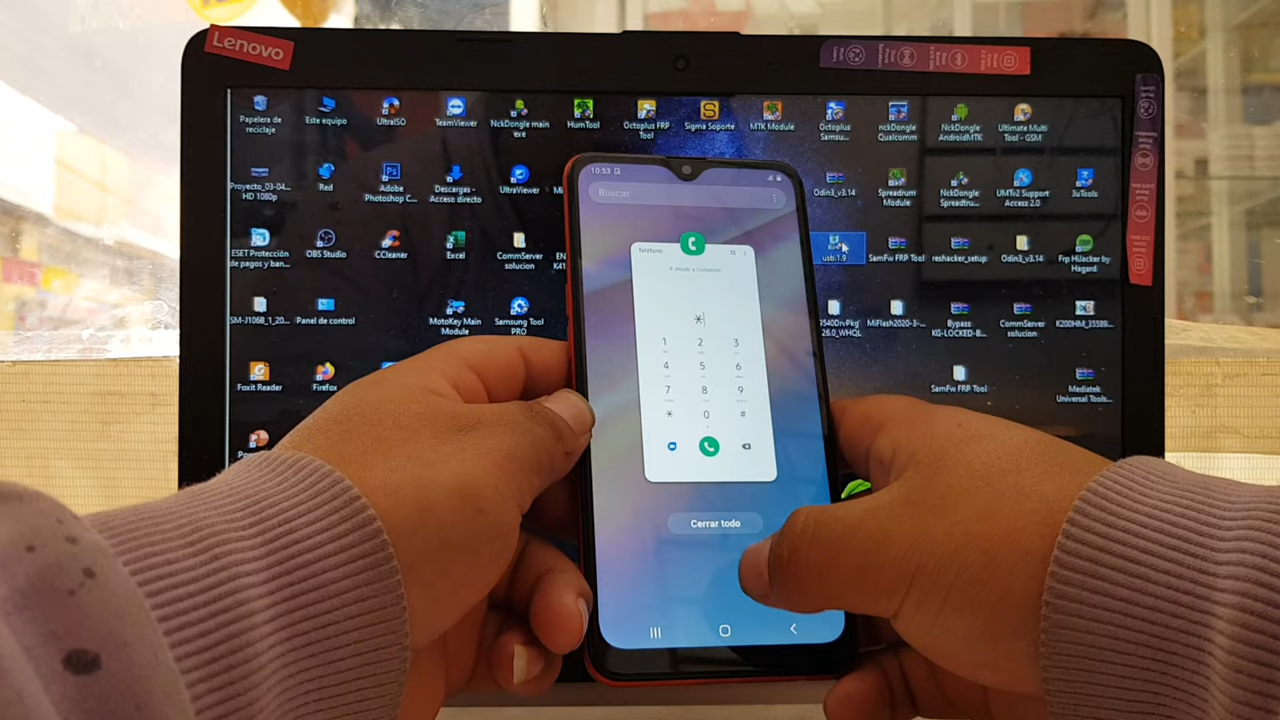 Lenovo
Papelera de
reciclaje
Este equipo
UltraISO
TeamViewer
NckDongle main
exe
HumTool
Octoplus FRP
Tool
Sigma Soporte
MTK Module
Octoplus
Samsu...
nckDongle
Qualcomm
NckDongle
AndroidMTK
Ultimate Multi
Tool - GSM
Proyecto_03-04...
HD 1080p
Red
Adobe
Photoshop C...
Descargas -
Acceso directo
UltraViewer
Odin3_v3.14
Spreedrum
Module
NckDongle
Spreadtru...
UMTv2 Support
Access 2.0
3uTools
ESET Protección
de pagos y ban...
OBS Studio
CCleaner
Excel
CommServer
solucion
usb.1.9
SamFw FRP Tool
reshacker_setup
Odin3_v3.14
Frp HiJacker by
Hagard
SM-J106B_1_20...
Panel de control
MotoKey Main
Module
Samsung Tool
PRO
MiFlash2020-3-...
Bypass
KG-LOCKED-B...
CommServer
solucion
K200HM_35589...
Foxit Reader
Firefox
SamFw FRP Tool
Mediatek
Universal Tools...
10:53
Buscar
Teléfono
+ Añadir a Contactos
*
1 2 3
4 5 6
7 8 9
* 0 #
Cerrar todo